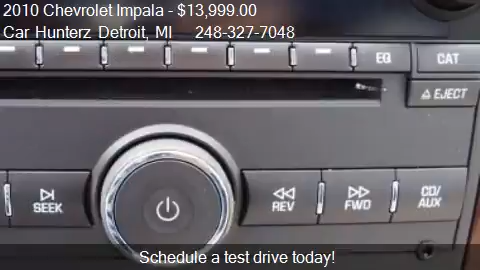 2010 Chevrolet Impala - $13,999.00
Car Hunterz Detroit, MI 248-327-7048
EQ CAT
EJECT
SEEK REV FWD CD/
AUX
Schedule a test drive today!